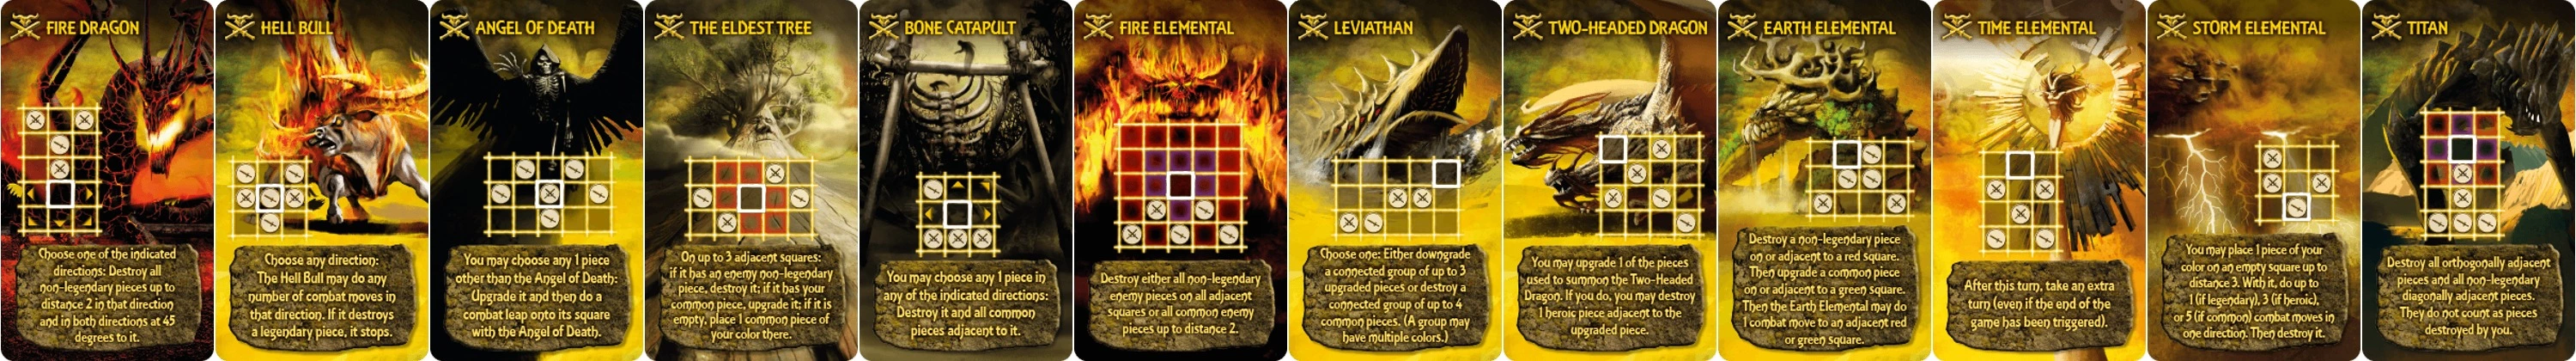 FIRE DRAGON
Choose one of the indicated
directions: Destroy all
non-legendary pieces up to
distance 2 in that direction
and in both directions at 45
degrees to it.
HELL BULL
Choose any direction:
The Hell Bull may do any
number of combat moves in
that direction. If it destroys
a legendary piece, it stops.
ANGEL OF DEATH
You may choose any 1 piece
other than the Angel of Death:
Upgrade it and then do a
combat leap onto its square
with the Angel of Death.
THE ELDEST TREE
On up to 3 adjacent squares:
if it has an enemy non-legendary
piece, destroy it; if it has your
common piece, upgrade it; if it is
empty, place 1 common piece of
your color there.
BONE CATAPULT
You may choose any 1 piece in
any of the indicated directions:
Destroy it and all common
pieces adjacent to it.
FIRE ELEMENTAL
Destroy either all non-legendary
enemy pieces on all adjacent
squares or all common enemy
pieces up to distance 2.
LEVIATHAN
Choose one: Either downgrade
a connected group of up to 3
upgraded pieces or destroy a
connected group of up to 4
common pieces. (A group may
have multiple colors.)
TWO-HEADED DRAGON
You may upgrade 1 of the pieces
used to summon the Two-Headed
Dragon. If you do, you may destroy
1 heroic piece adjacent to the
upgraded piece.
EARTH ELEMENTAL
Destroy a non-legendary piece
on or adjacent to a red square.
Then upgrade a common piece
on or adjacent to a green square.
Then the Earth Elemental may do
1 combat move to an adjacent red
or green square.
TIME ELEMENTAL
After this turn, take an extra
turn (even if the end of the
game has been triggered).
STORM ELEMENTAL
You may place 1 piece of your
color on an empty square up to
distance 3. With it, do up to
1 (if legendary), 3 (if heroic),
or 5 (if common) combat moves in
one direction. Then destroy it.
TITAN
Destroy all orthogonally adjacent
pieces and all non-legendary
diagonally adjacent pieces.
They do not count as pieces
destroyed by you.